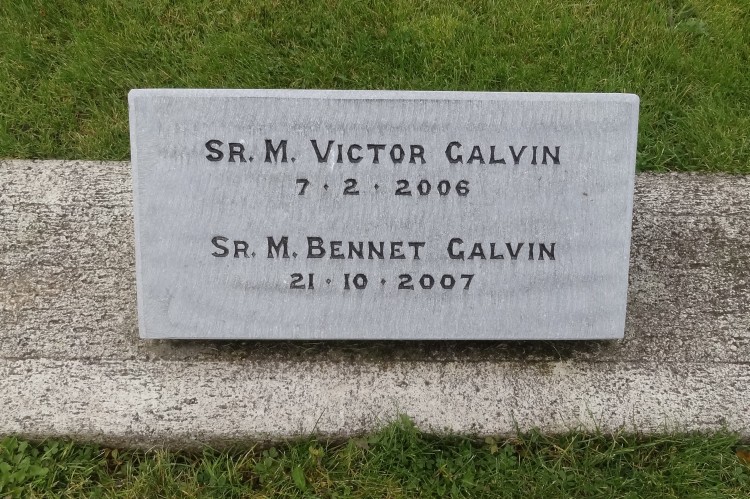 Sr. M. Victor Galvin
7 · 2 · 2006
Sr. M. Bennet Galvin
21 · 10 · 2007